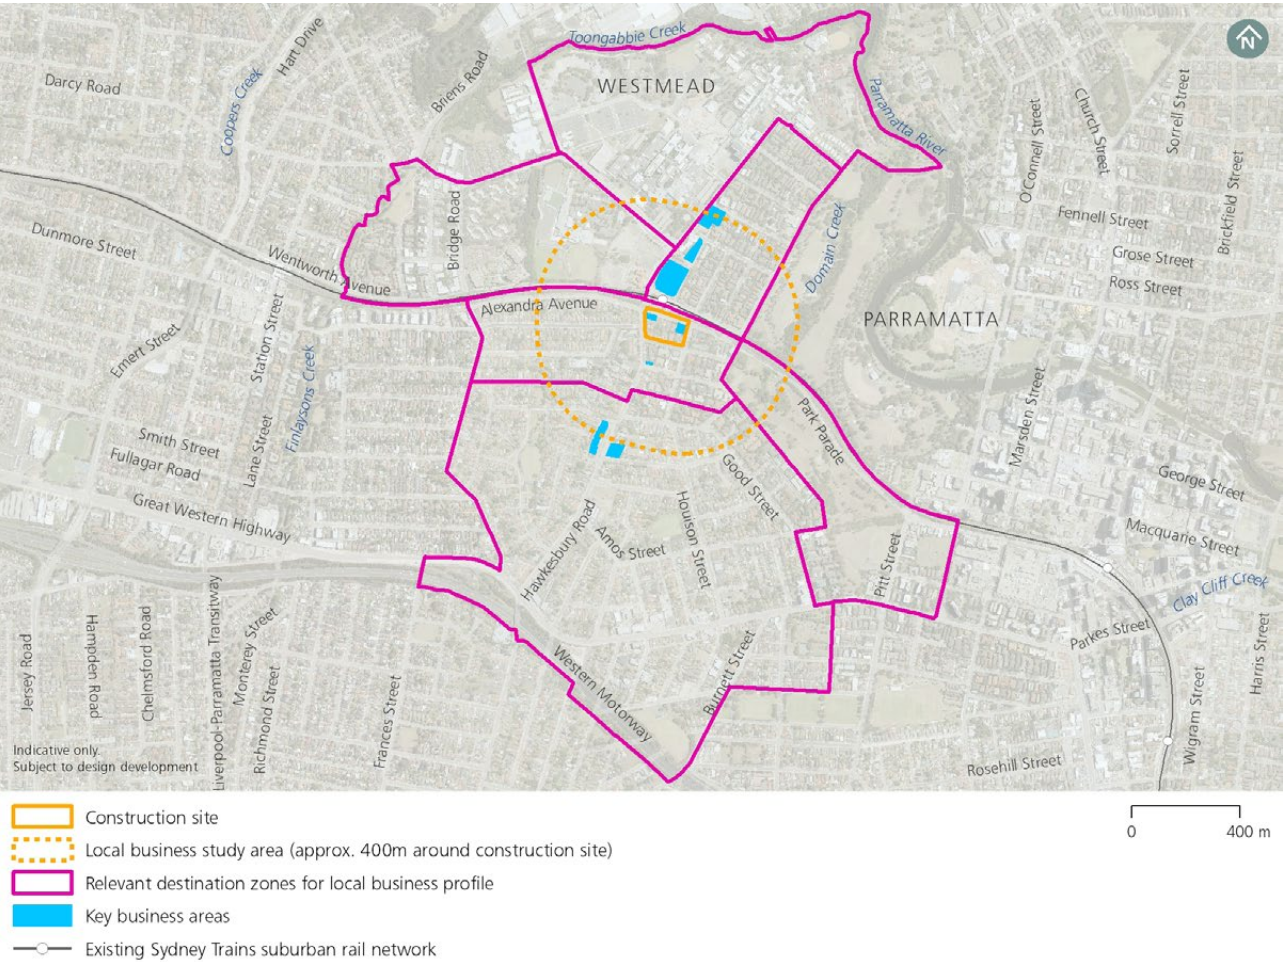 Toongabbie Creek
Hart Drive
Darcy Road
Coopers Creek
Briens Road
WESTMEAD
Parramatta River
O'Connell Street
Church Street
Sorrell Street
Brickfield Street
N
Dunmore Street
Wentworth Avenue
Bridge Road
Domain Creek
Fennell Street
Grose Street
Ross Street
Alexandra Avenue
PARRAMATTA
Emert Street
Station Street
Finlaysons Creek
Lane Street
Smith Street
Fullagar Road
Great Western Highway
Park Parade
Marsden Street
Good Street
George Street
Macquarie Street
Hawkesbury Road
Amos Street
Houison Street
Pitt Street
Clay Cliff Creek
Parkes Street
Harris Street
Jersey Road
Hampden Road
Chelmsford Road
Liverpool-Parramatta Transitway
Monterey Street
Richmond Street
Frances Street
Western Motorway
Burnett Street
Wigram Street
Rosehill Street
Indicative only.
Subject to design development
Construction site
Local business study area (approx. 400m around construction site)
Relevant destination zones for local business profile
Key business areas
Existing Sydney Trains suburban rail network
0 400 m